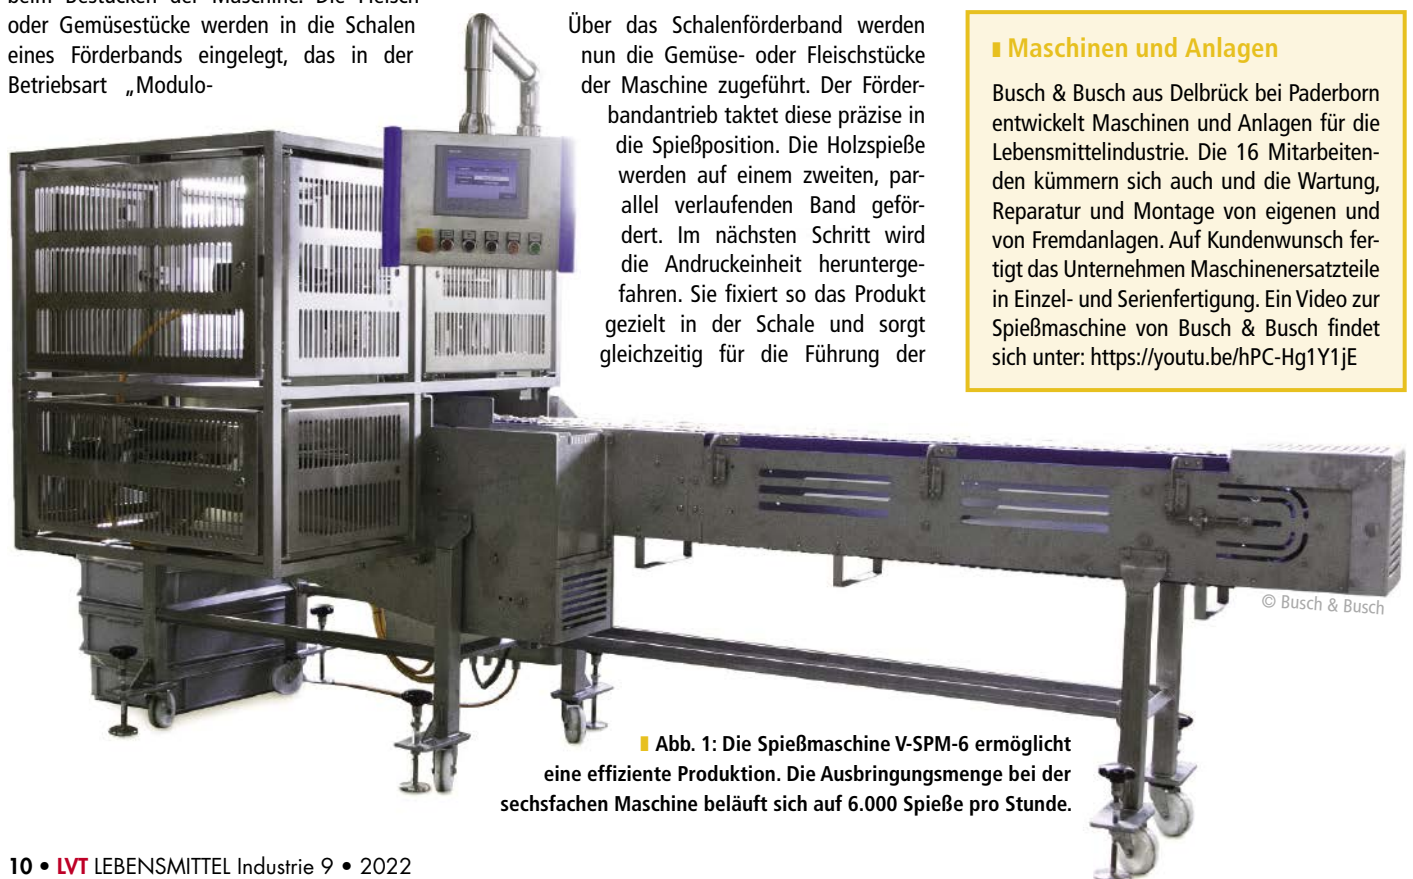 beim Bestücken der Maschine. Die Fleisch-
oder Gemüsestücke werden in die Schalen
eines Förderbands eingelegt, das in der
Betriebsart „Modulo-
Über das Schalenförderband werden
nun die Gemüse- oder Fleischstücke
der Maschine zugeführt. Der Förder-
bandantrieb taktet diese präzise in
die Spießposition. Die Holzspieße
werden auf einem zweiten, par-
allel verlaufenden Band geför-
dert. Im nächsten Schritt wird
die Andruckeinheit herunterge-
fahren. Sie fixiert so das Produkt
gezielt in der Schale und sorgt
gleichzeitig für die Führung der
Maschinen und Anlagen
Busch & Busch aus Delbrück bei Paderborn
entwickelt Maschinen und Anlagen für die
Lebensmittelindustrie. Die 16 Mitarbeiten-
den kümmern sich auch und die Wartung,
Reparatur und Montage von eigenen und
von Fremdanlagen. Auf Kundenwunsch fer-
tigt das Unternehmen Maschinenersatzteile
in Einzel- und Serienfertigung. Ein Video zur
Spießmaschine von Busch & Busch findet
sich unter: https://youtu.be/hPC-Hg1Y1jE
© Busch & Busch
Abb. 1: Die Spießmaschine V-SPM-6 ermöglicht
eine effiziente Produktion. Die Ausbringungsmenge bei der
sechsfachen Maschine beläuft sich auf 6.000 Spieße pro Stunde.
10 • LVT LEBENSMITTEL Industrie 9 • 2022